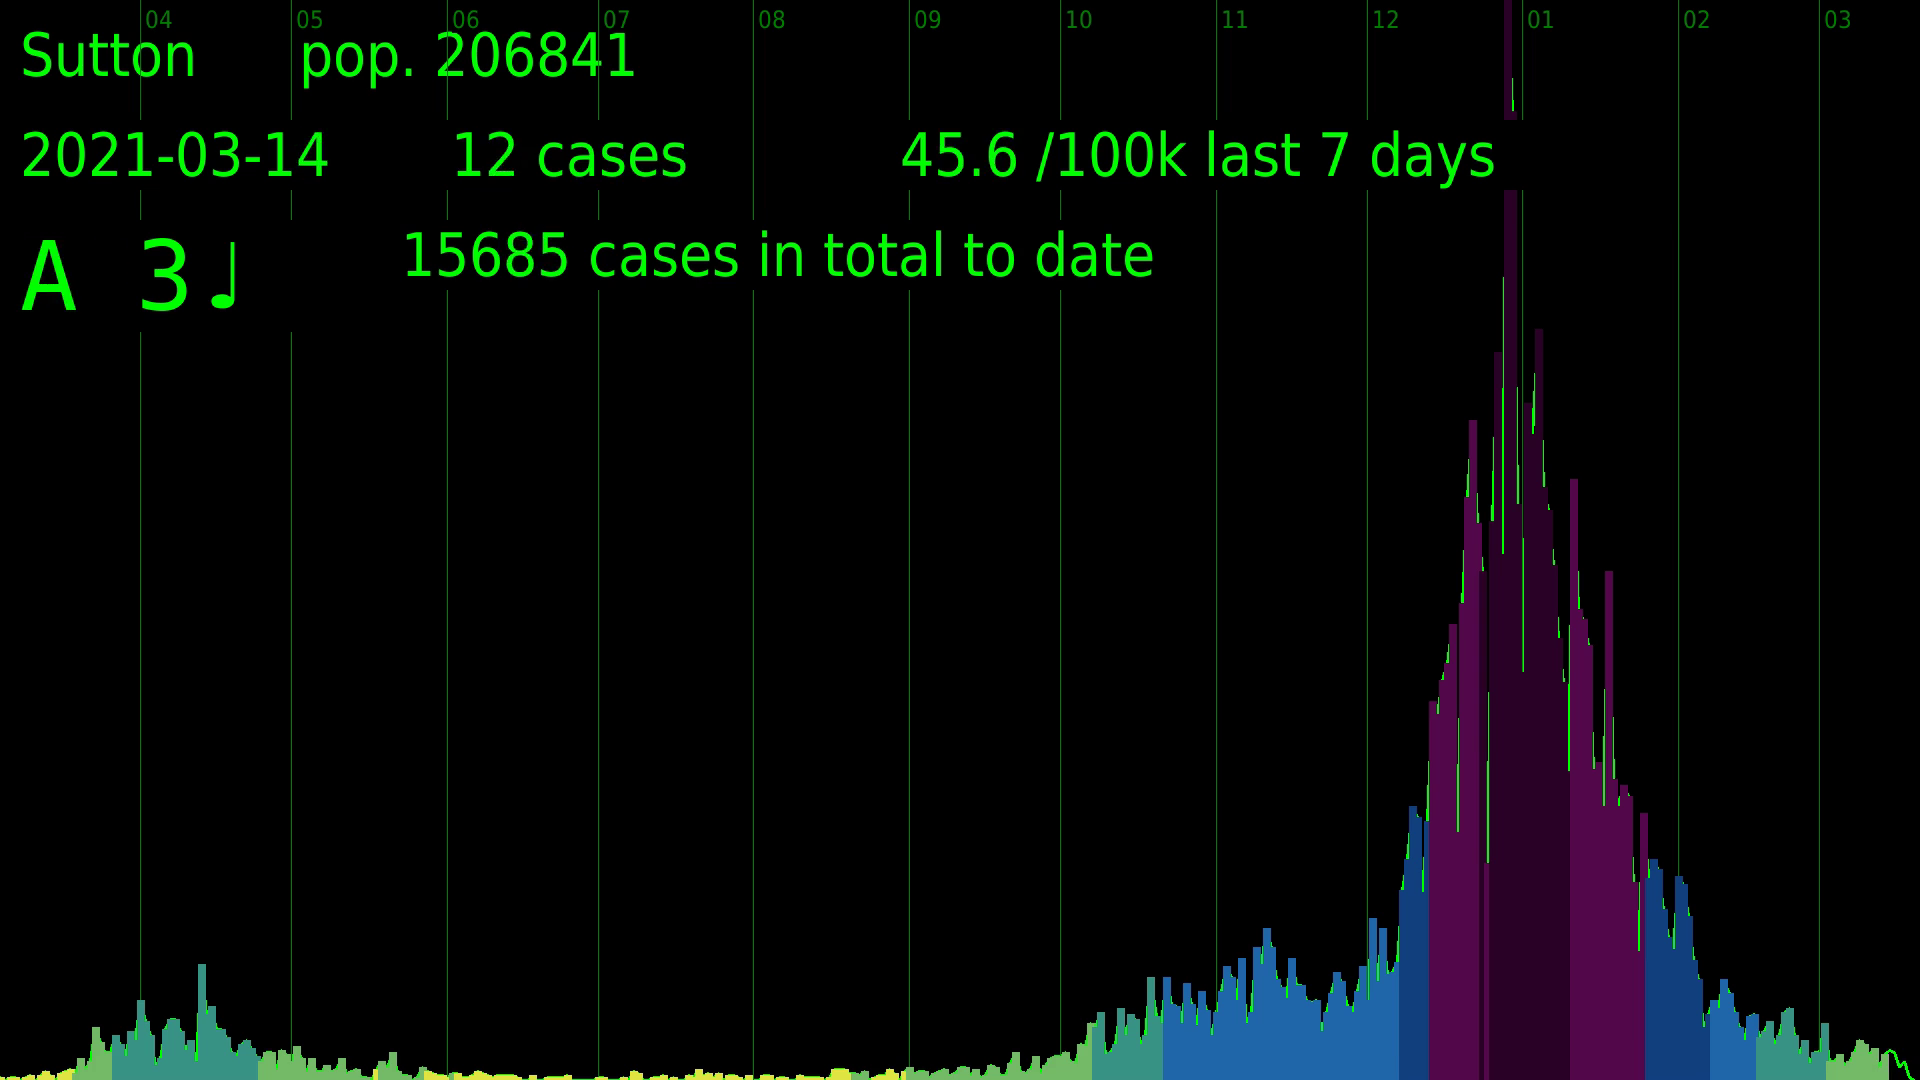 04 05 06 07 08 09 10 11 12 01 02 03
Sutton pop. 206841
2021-03-14 12 cases 45.6 /100k last 7 days
A 3♩ 15685 cases in total to date